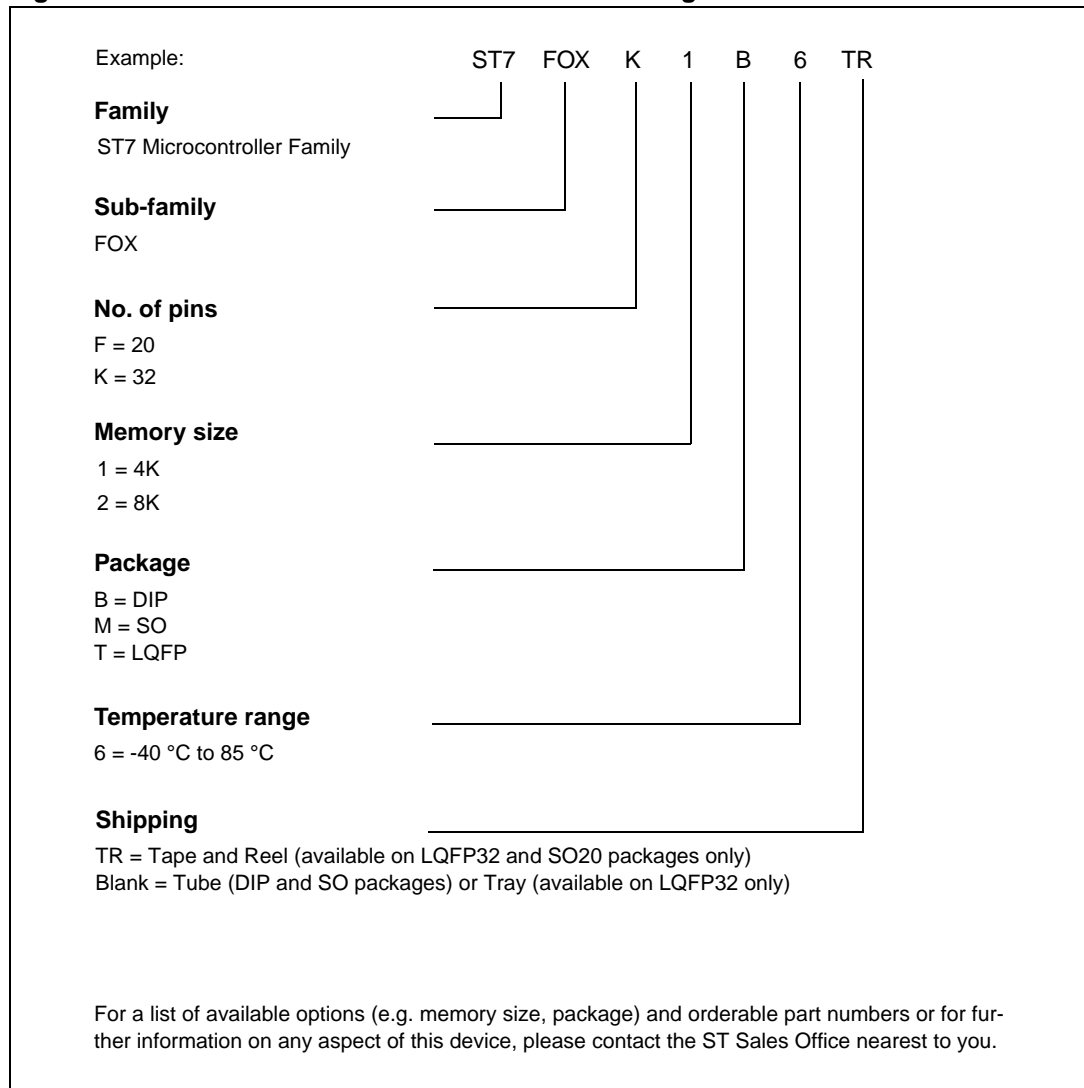 Example: ST7 FOX K 1 B 6 TR
Family
ST7 Microcontroller Family
Sub-family
FOX
No. of pins
F = 20
K = 32
Memory size
1 = 4K
2 = 8K
Package
B = DIP
M = SO
T = LQFP
Temperature range
6 = -40 °C to 85 °C
Shipping
TR = Tape and Reel (available on LQFP32 and SO20 packages only)
Blank = Tube (DIP and SO packages) or Tray (available on LQFP32 only)
For a list of available options (e.g. memory size, package) and orderable part numbers or for fur-
ther information on any aspect of this device, please contact the ST Sales Office nearest to you.